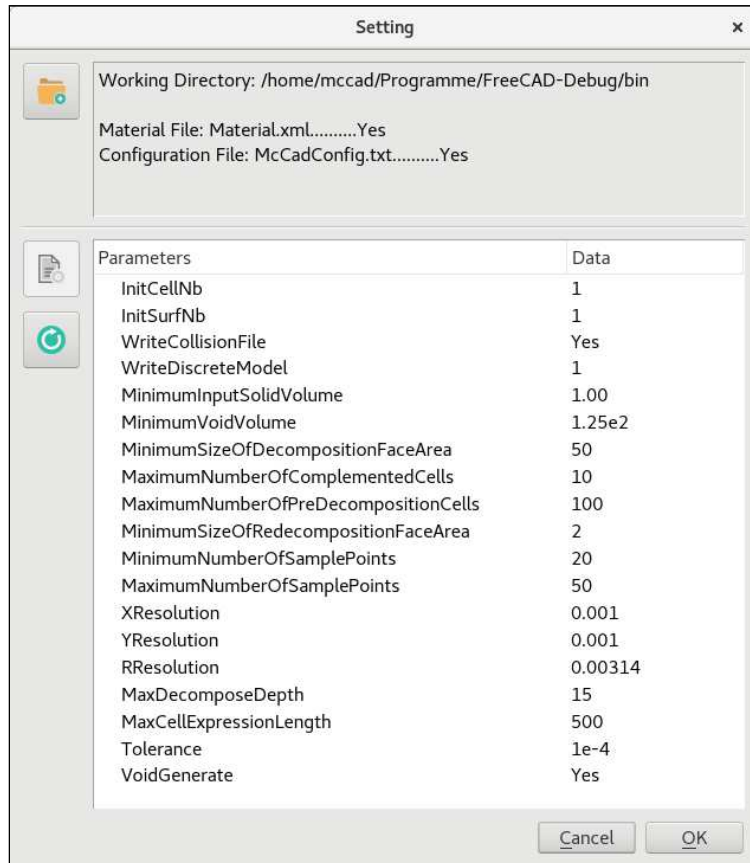 Setting
×
Working Directory: /home/mccad/Programme/FreeCAD-Debug/bin
Material File: Material.xml..........Yes
Configuration File: McCadConfig.txt..........Yes
Parameters Data
InitCellNb 1
InitSurfNb 1
WriteCollisionFile Yes
WriteDiscreteModel 1
MinimumInputSolidVolume 1.00
MinimumVoidVolume 1.25e2
MinimumSizeOfDecompositionFaceArea 50
MaximumNumberOfComplementedCells 10
MaximumNumberOfPreDecompositionCells 100
MinimumSizeOfRedecompositionFaceArea 2
MinimumNumberOfSamplePoints 20
MaximumNumberOfSamplePoints 50
XResolution 0.001
YResolution 0.001
RResolution 0.00314
MaxDecomposeDepth 15
MaxCellExpressionLength 500
Tolerance 1e-4
VoidGenerate Yes
Cancel OK